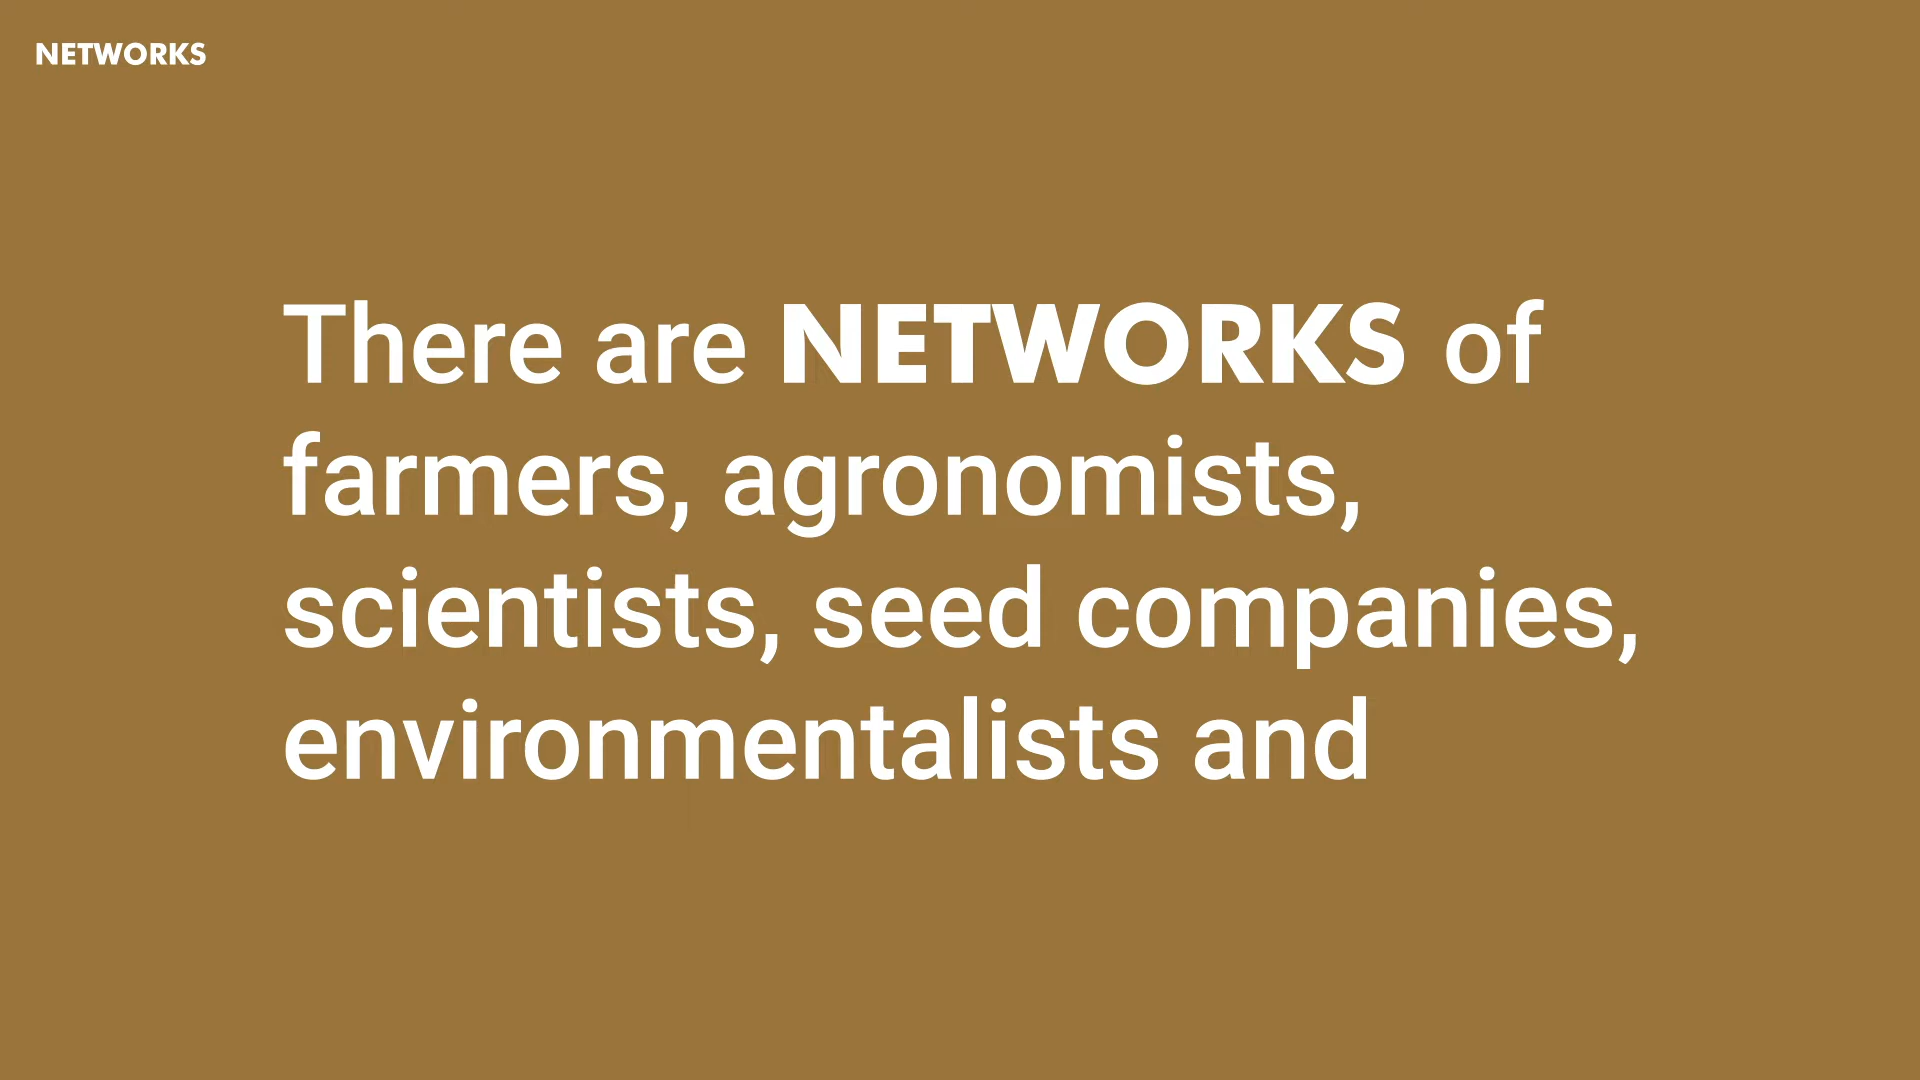 NETWORKS
There are NETWORKS of
farmers, agronomists,
scientists, seed companies,
environmentalists and